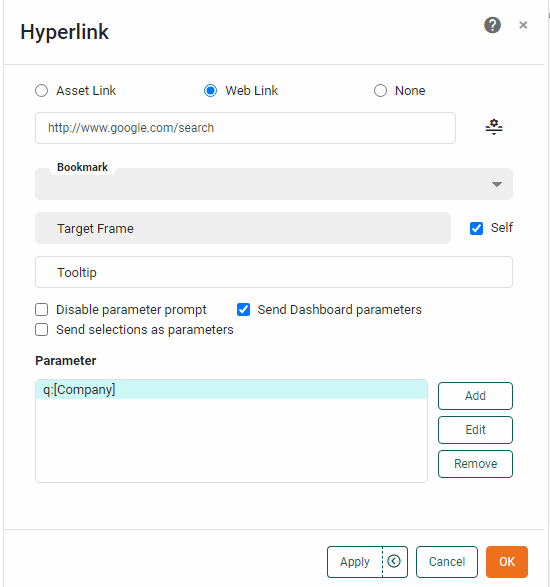 Hyperlink
Asset Link Web Link None
http://www.google.com/search
Bookmark
Target Frame Self
Tooltip
Disable parameter prompt Send Dashboard parameters
Send selections as parameters
Parameter
q:[Company] Add
Edit
Remove
Apply Cancel OK